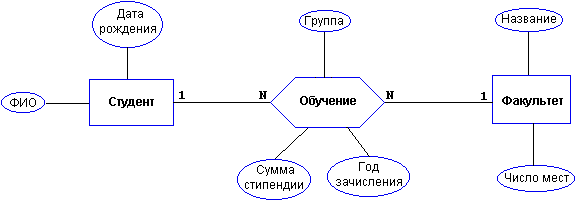 Дата
рождения
Группа
Название
ФИО
Студент
1
N
Обучение
N
1
Факультет
Сумма
стипендии
Год
зачисления
Число мест